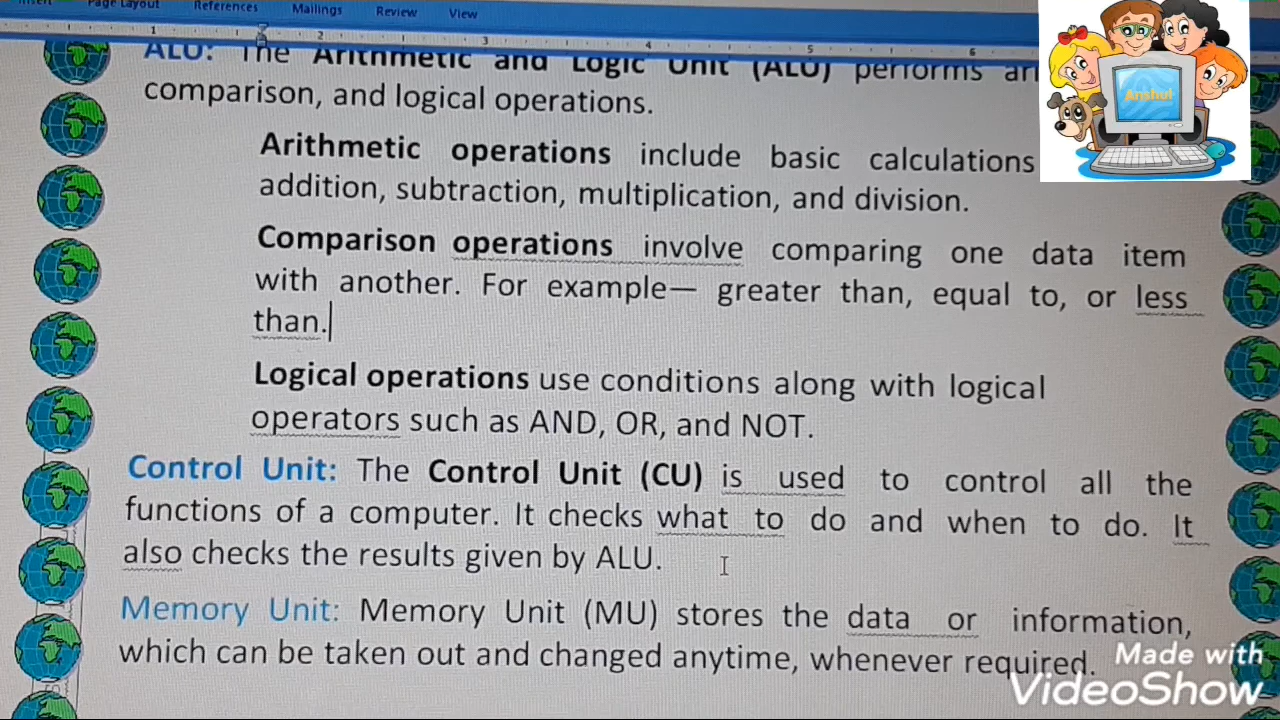 Page Layout References Mailings Review View
1 2 3 4 5 6
ALU: The Arithmetic and Logic Unit (ALU) performs
comparison, and logical operations.
Arithmetic operations include basic calculations
addition, subtraction, multiplication, and division.
Comparison operations involve comparing one data item
with another. For example— greater than, equal to, or less
than.
Logical operations use conditions along with logical
operators such as AND, OR, and NOT.
Control Unit: The Control Unit (CU) is used to control all the
functions of a computer. It checks what to do and when to do. It
also checks the results given by ALU.
Memory Unit: Memory Unit (MU) stores the data or information,
which can be taken out and changed anytime, whenever required.
Anshul
Made with
VideoShow